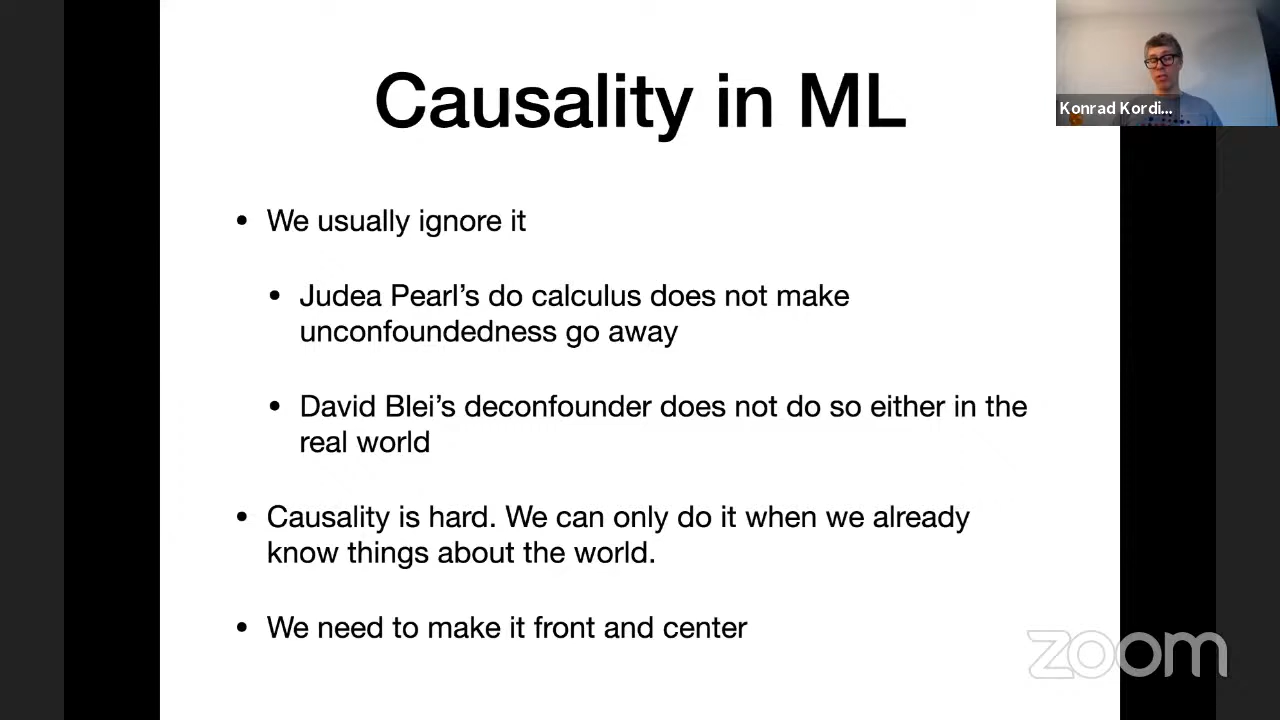 Causality in ML
Konrad Kordi...
• We usually ignore it
• Judea Pearl's do calculus does not make
unconfoundedness go away
• David Blei's deconfounder does not do so either in the
real world
• Causality is hard. We can only do it when we already
know things about the world.
• We need to make it front and center
zoom